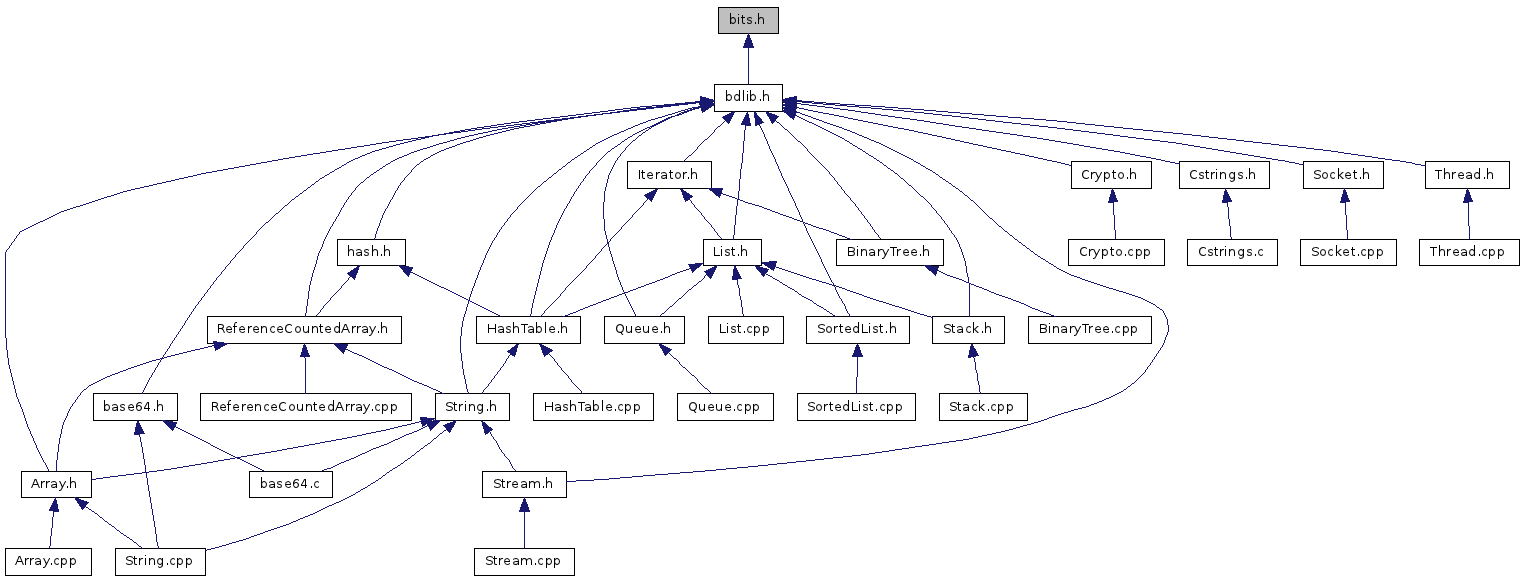 bits.h
bdlib.h
Iterator.h
Crypto.h
Cstrings.h
Socket.h
Thread.h
hash.h
List.h
BinaryTree.h
Crypto.cpp
Cstrings.c
Socket.cpp
Thread.cpp
ReferenceCountedArray.h
HashTable.h
Queue.h
List.cpp
SortedList.h
Stack.h
BinaryTree.cpp
base64.h
ReferenceCountedArray.cpp
String.h
HashTable.cpp
Queue.cpp
SortedList.cpp
Stack.cpp
Array.h
base64.c
Stream.h
Array.cpp
String.cpp
Stream.cpp